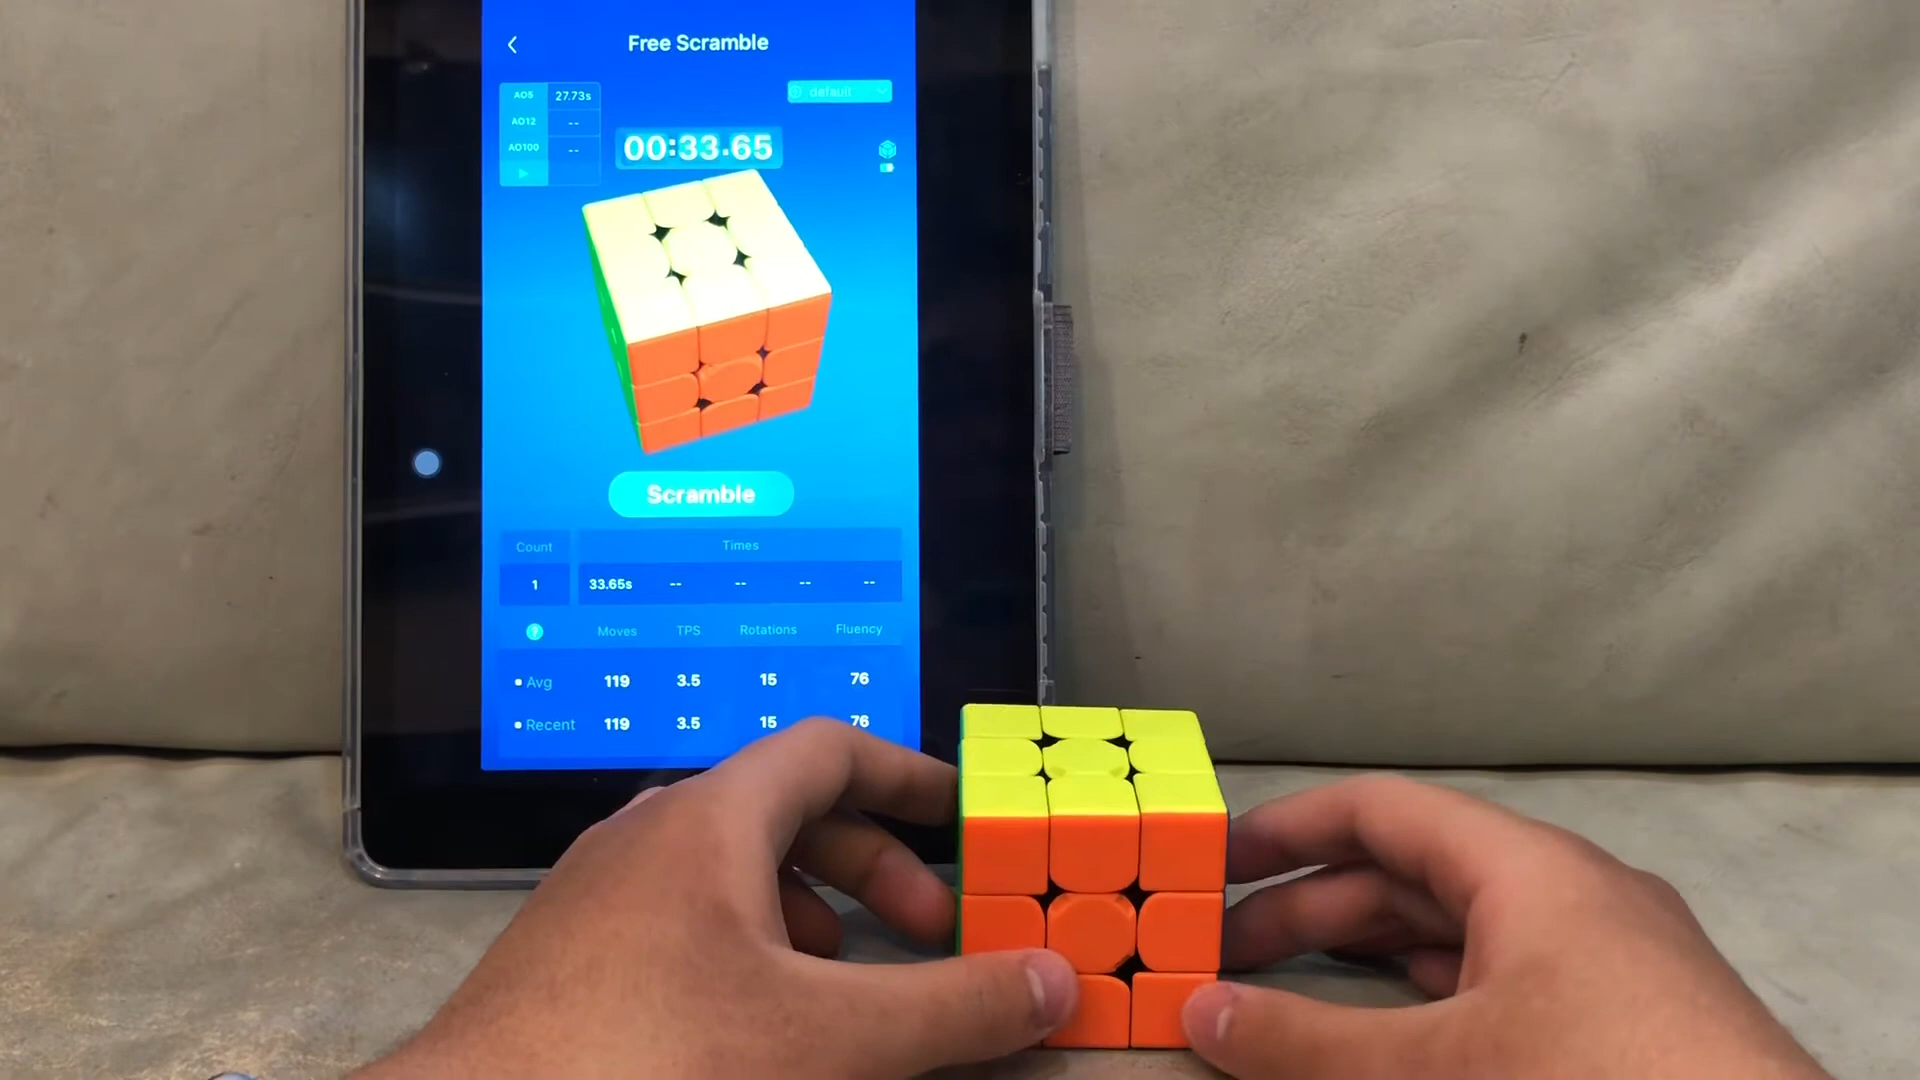 Free Scramble
AO5 27.73s
default
AO12 --
00:33.65
AO100 --
Scramble
Count Times
1 33.65s -- -- -- --
? Moves TPS Rotations Fluency
Avg 119 3.5 15 76
Recent 119 3.5 15 76